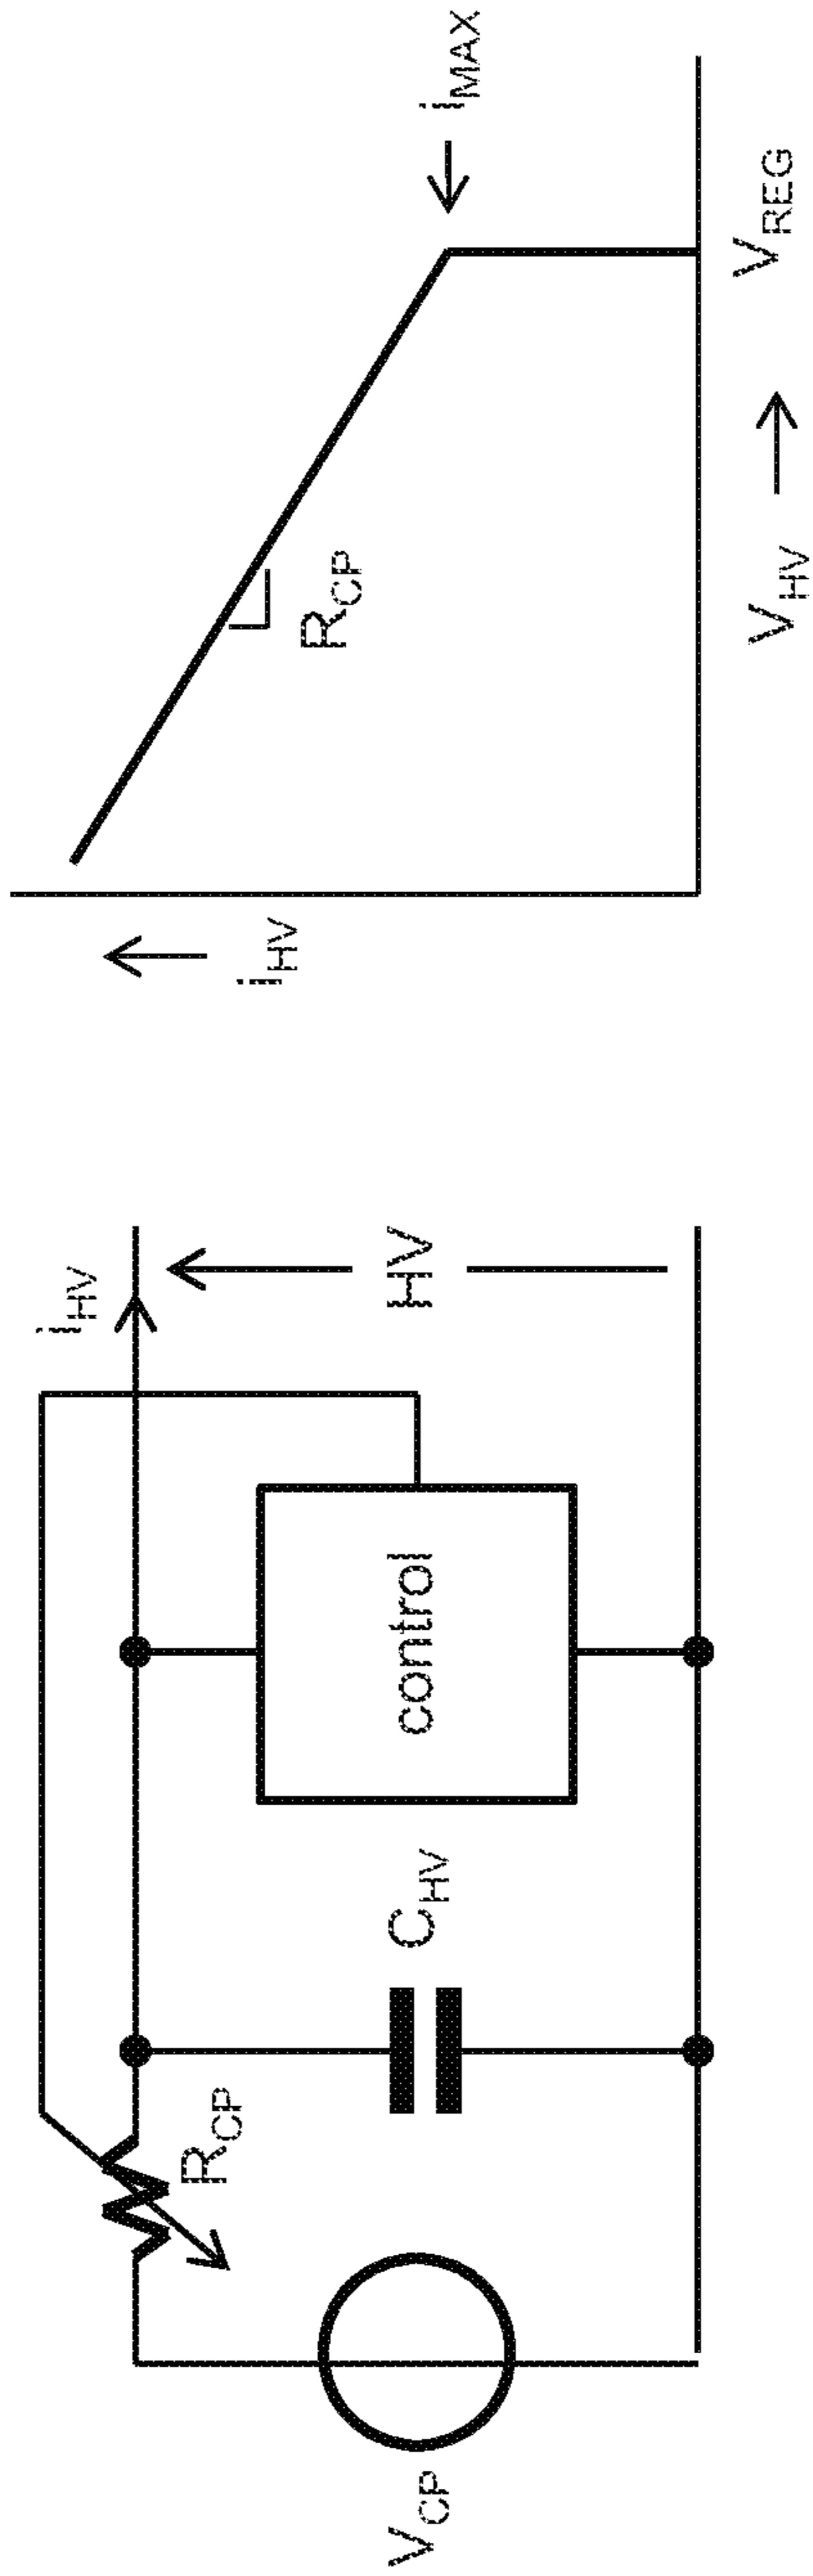 V_CP
R_CP
C_HV
control
i_HV
HV
i_HV
R_CP
i_MAX
V_HV
V_REG